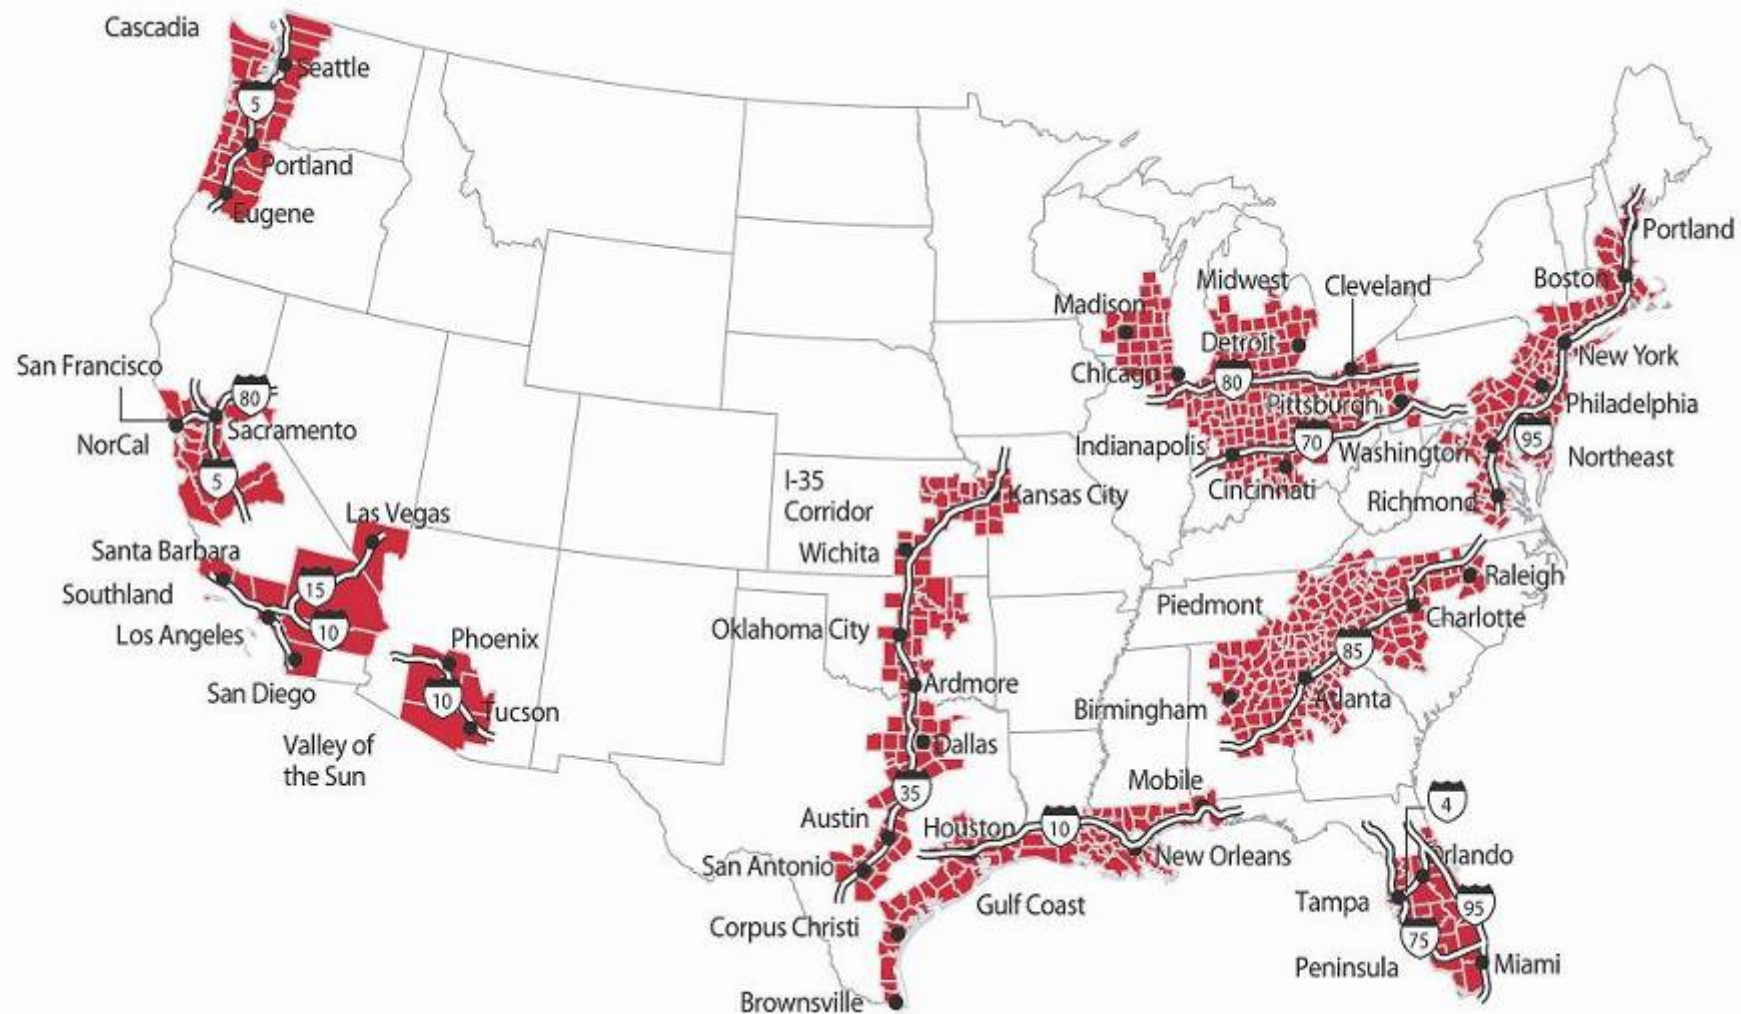 Cascadia
Seattle
5
Portland
Eugene
San Francisco
80
Sacramento
NorCal
5
Las Vegas
Santa Barbara
15
Southland
10
Los Angeles
Phoenix
San Diego
10
Tucson
Valley of
the Sun
I-35
Corridor
Kansas City
Wichita
Oklahoma City
Ardmore
Dallas
35
Austin
San Antonio
Corpus Christi
Brownsville
Houston
10
Mobile
New Orleans
Gulf Coast
Madison
Midwest
Cleveland
Detroit
Chicago
80
Pittsburgh
Indianapolis
70
Cincinnati
Portland
Boston
New York
Philadelphia
95
Washington
Northeast
Richmond
Piedmont
Raleigh
Charlotte
85
Atlanta
Birmingham
4
Orlando
Tampa
95
75
Peninsula
Miami